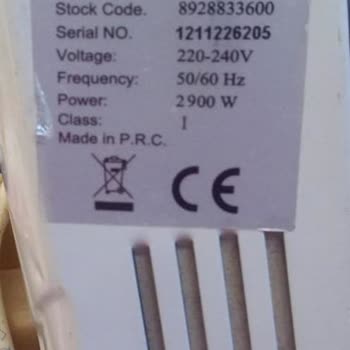 Stock Code. 8928833600
Serial NO. 1211226205
Voltage: 220-240V
Frequency: 50/60 Hz
Power: 2900 W
Class: I
Made in P.R.C.
CE